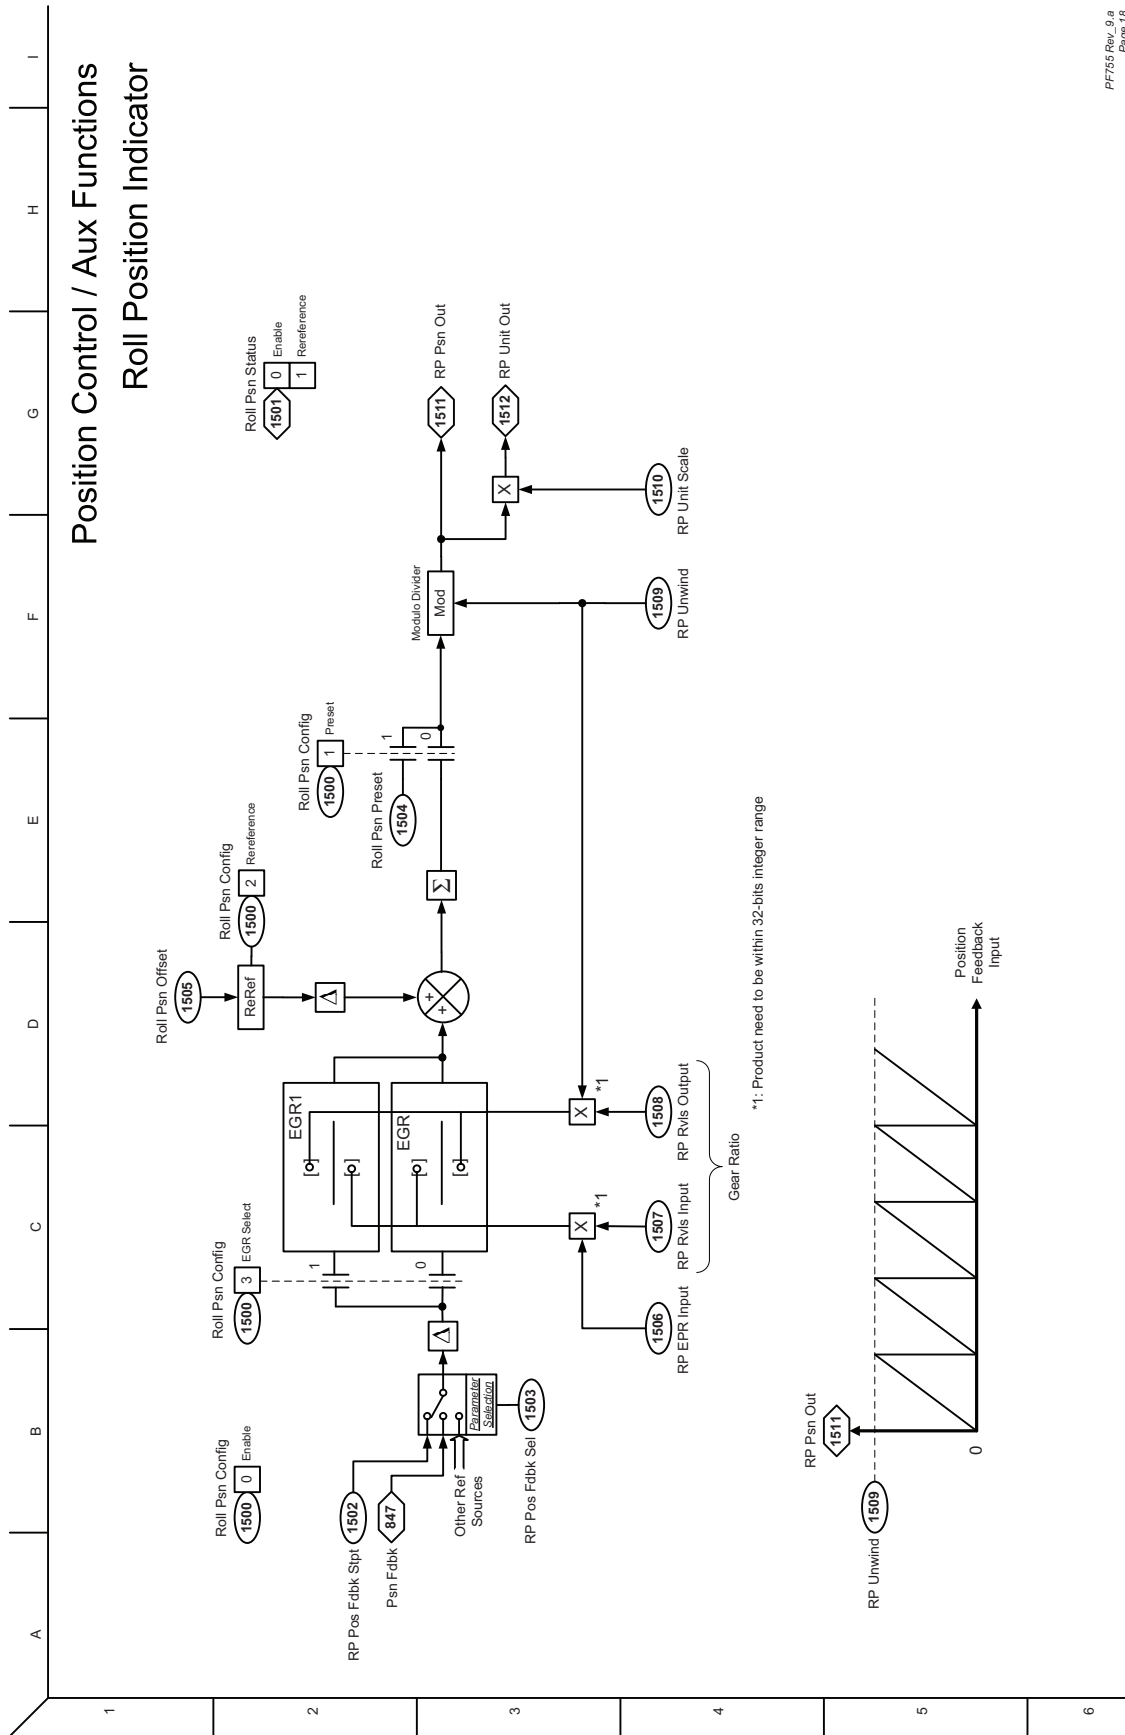 Position Control / Aux Functions
Roll Position Indicator
A
B
C
D
E
F
G
H
I
1
2
3
4
5
6
Roll Psn Config
1500
0
Enable
Roll Psn Config
1500
3
EGR Select
Roll Psn Offset
1505
ReRef
Roll Psn Config
1500
2
Rereference
Roll Psn Config
1500
1
Preset
Roll Psn Status
1501
0
Enable
1
Rereference
RP Pos Fdbk Stpt
1502
Psn Fdbk
847
Other Ref
Sources
Parameter
Selection
1503
RP Pos Fdbk Sel
Δ
1
0
EGR1
[ ]
[ ]
EGR
[ ]
[ ]
Δ
+
+
Σ
Roll Psn Preset
1504
1
0
Modulo Divider
Mod
1511
RP Psn Out
X
1512
RP Unit Out
X
*1
X
*1
1506
RP EPR Input
1507
RP Rvls Input
1508
RP Rvls Output
Gear Ratio
1509
RP Unwind
1510
RP Unit Scale
*1: Product need to be within 32-bits integer range
RP Psn Out
1511
RP Unwind
1509
0
Position
Feedback
Input
PF755 Rev_9.a
Page 18